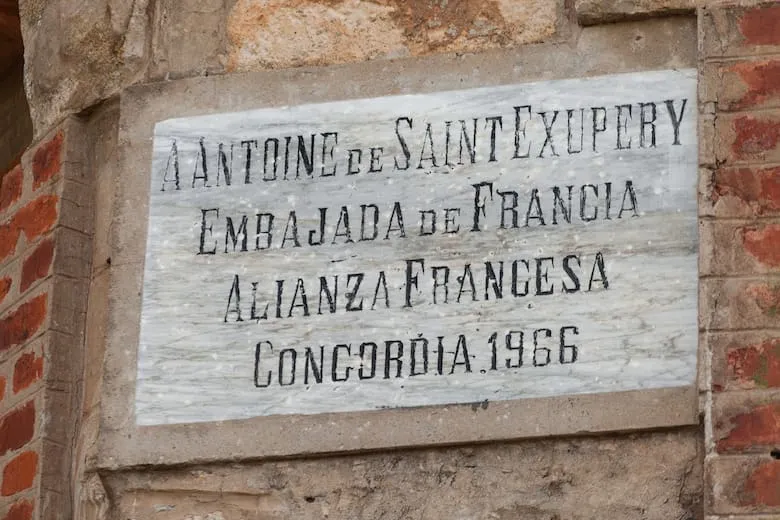 A ANTOINE DE SAINT EXUPERY
EMBAJADA DE FRANCIA
ALIANZA FRANCESA
CONCORDIA.1966